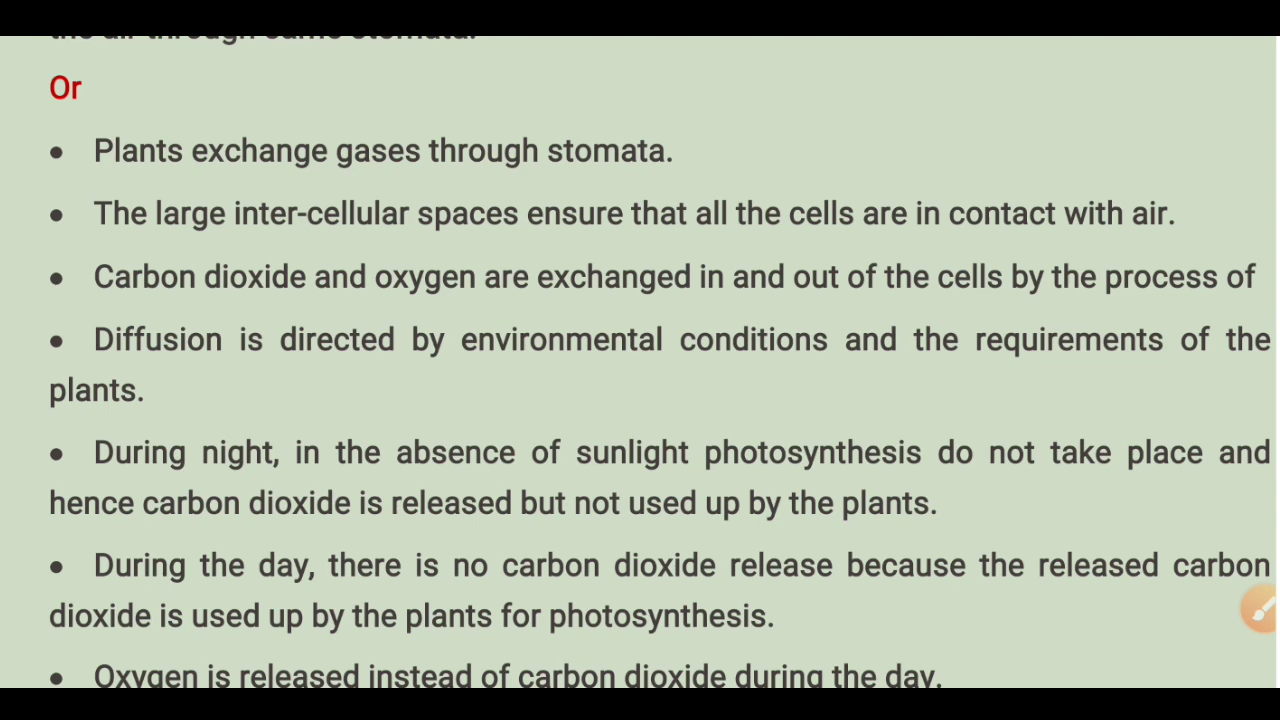 the air through same stomata.
Or
• Plants exchange gases through stomata.
• The large inter-cellular spaces ensure that all the cells are in contact with air.
• Carbon dioxide and oxygen are exchanged in and out of the cells by the process of
• Diffusion is directed by environmental conditions and the requirements of the
plants.
• During night, in the absence of sunlight photosynthesis do not take place and
hence carbon dioxide is released but not used up by the plants.
• During the day, there is no carbon dioxide release because the released carbon
dioxide is used up by the plants for photosynthesis.
• Oxygen is released instead of carbon dioxide during the day.